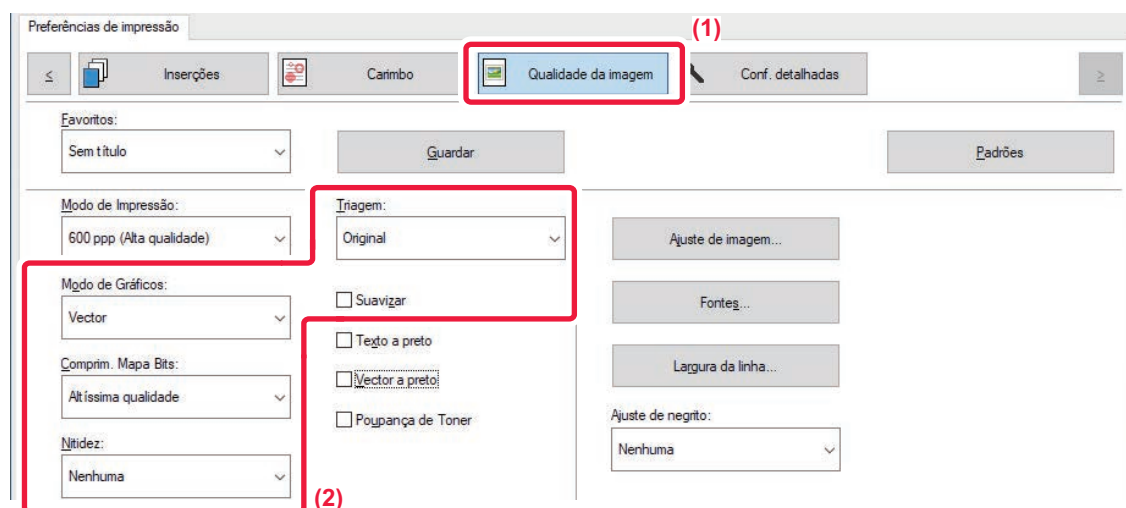 Preferências de impressão
(1)
<
Inserções
Carimbo
Qualidade da imagem
Conf. detalhadas
>
Favoritos:
Sem título
Guardar
Padrões
Modo de Impressão:
600 ppp (Alta qualidade)
Triagem:
Original
Ajuste de imagem...
Modo de Gráficos:
Vector
Suavizar
Fontes...
Texto a preto
Comprim. Mapa Bits:
Altíssima qualidade
Vector a preto
Largura da linha...
Poupança de Toner
Ajuste de negrito:
Nenhuma
Nitidez:
Nenhuma
(2)